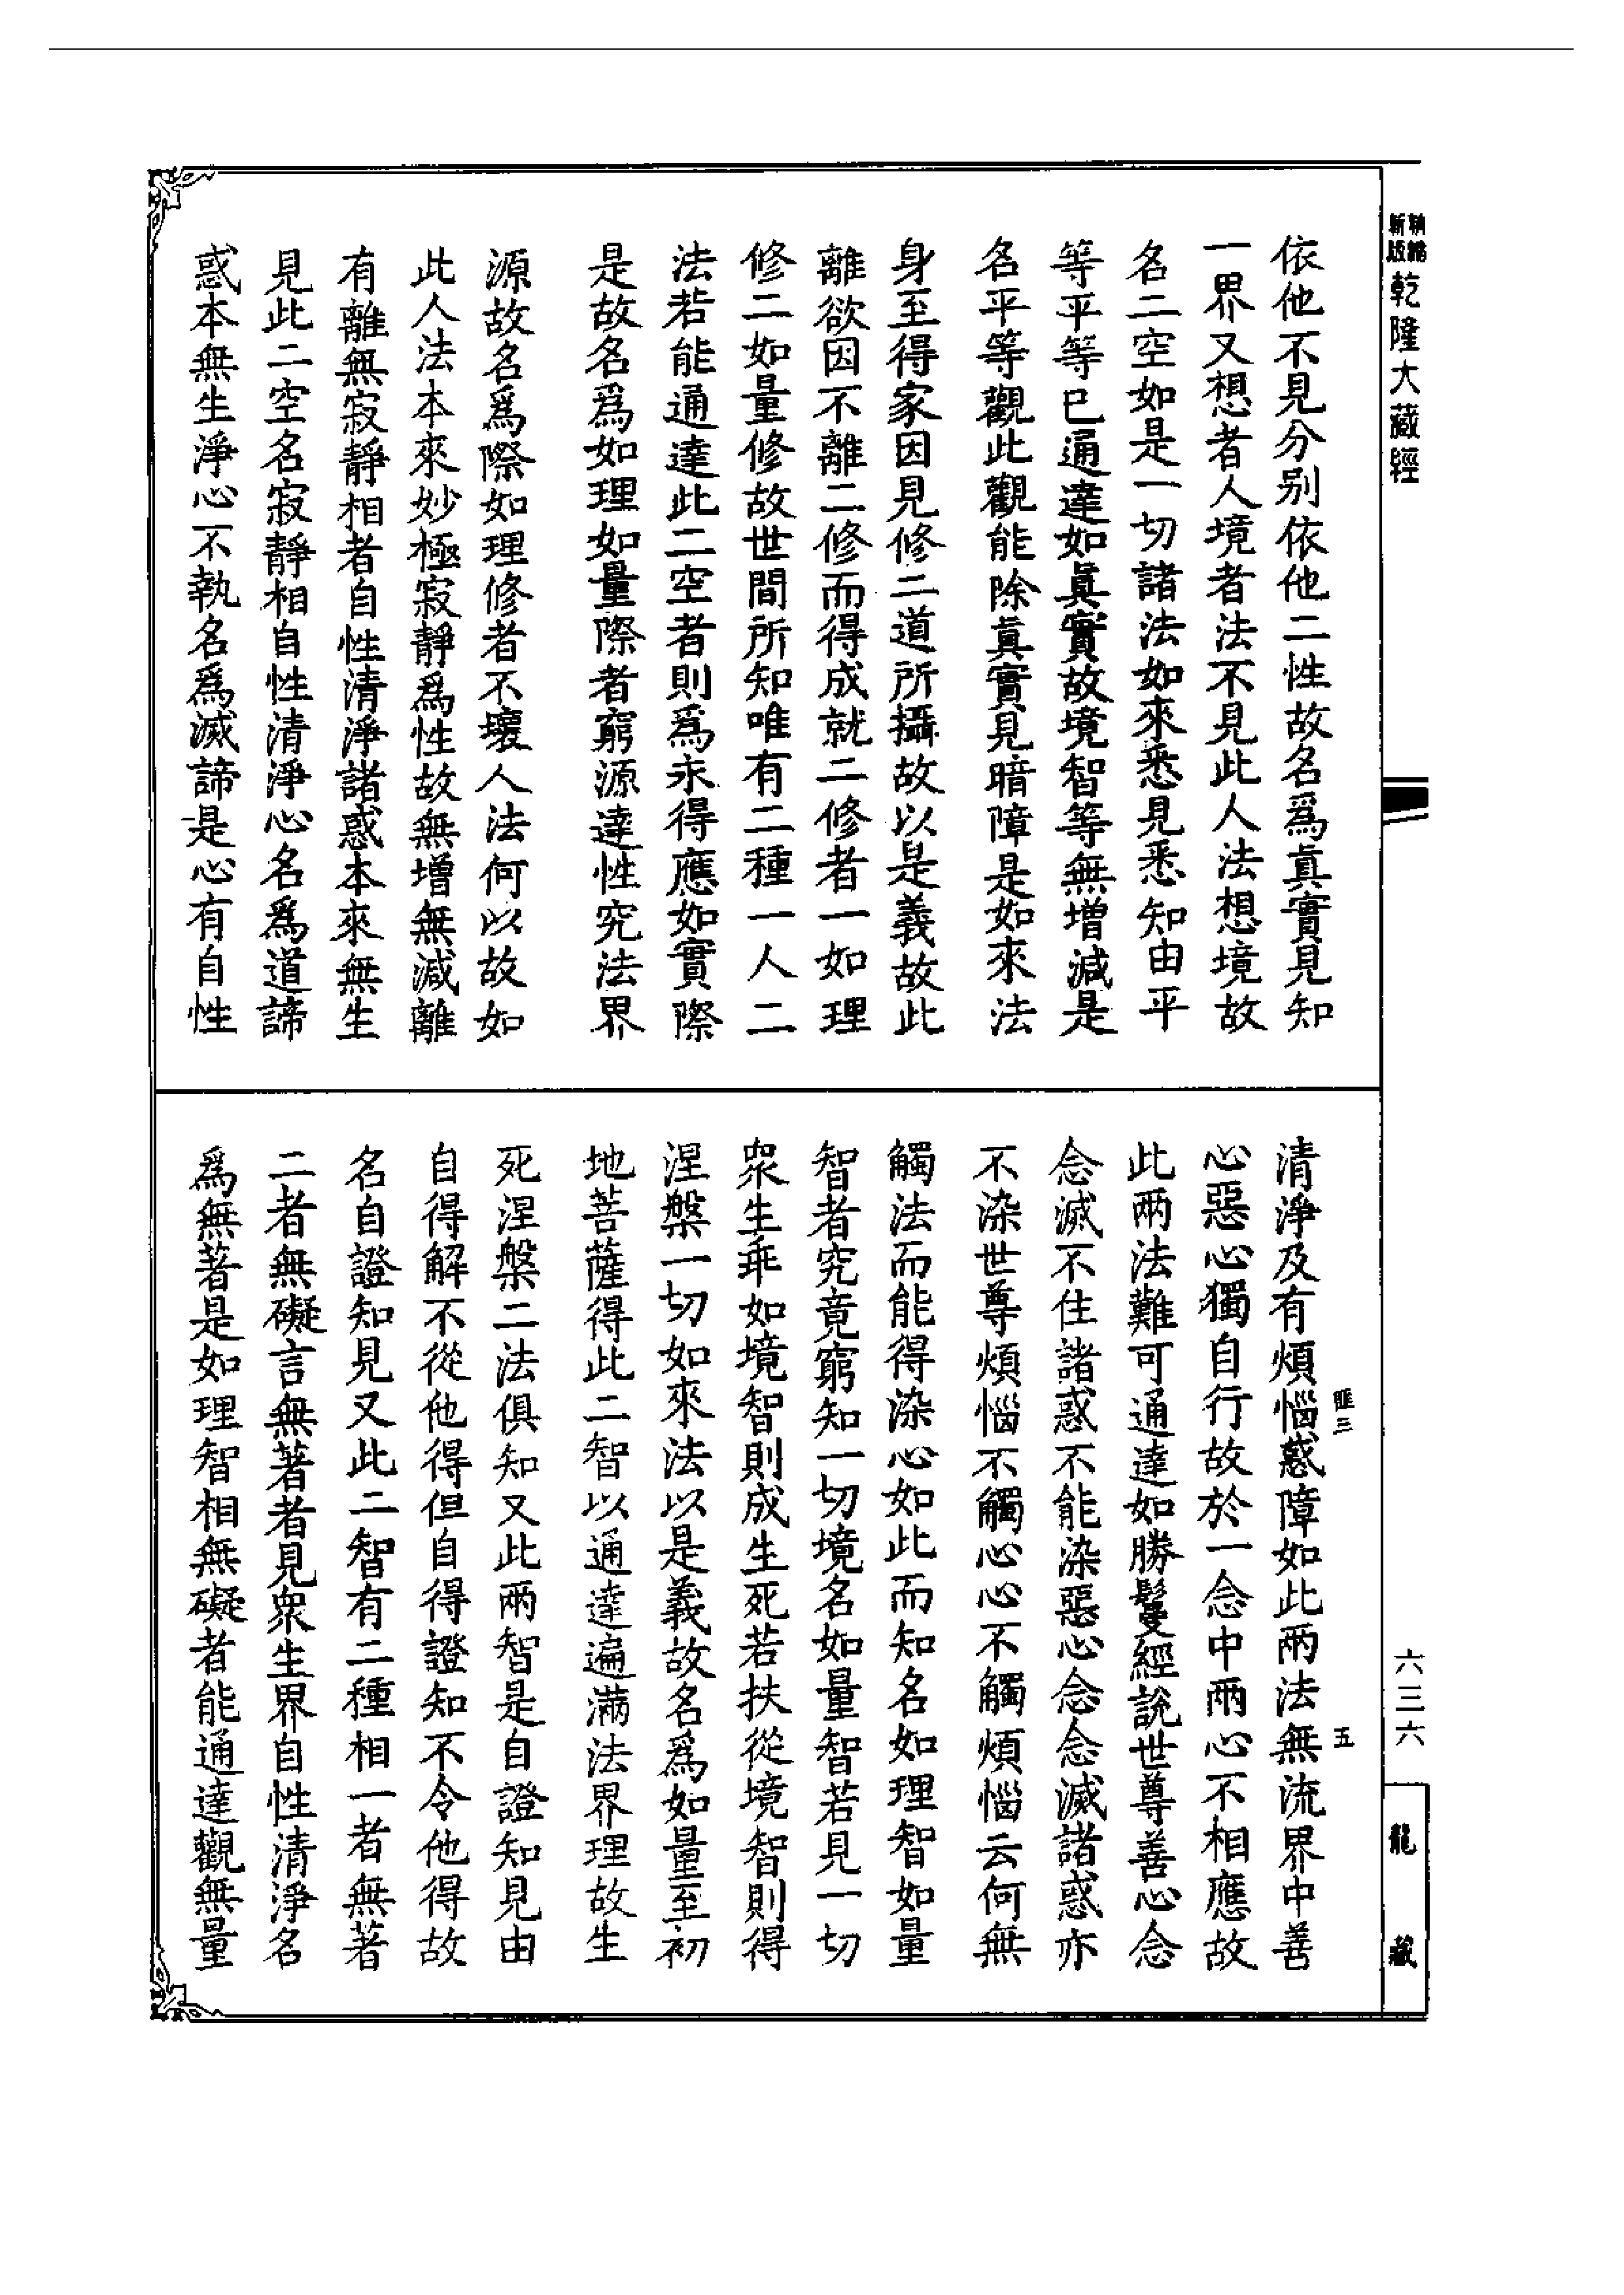 新版精縮乾隆大藏經
依他不見分別依他二性故名爲眞實見知
一界又想者人境者法不見此人法想境故
名二空如是一切諸法如來悉見悉知由平
等平等已通達如眞實故境智等無增減是
名平等觀此觀能除眞實見暗障是如來法
身至得家因見修二道所攝故以是義故此
離欲因不離二修而得成就二修者一如理
修二如量修故世間所知唯有二種一人二
法若能通達此二空者則爲永得應如實際
是故名爲如理如量際者窮源達性究法界
源故名爲際如理修者不壞人法何以故如
此人法本來妙極寂靜爲性故無增無減離
有離無寂靜相者自性清淨諸惑本來無生
見此二空名寂靜相自性清淨心名爲道諦
惑本無生淨心不執名爲滅諦是心有自性
清淨及有煩惱惑障如此兩法無流界中善
心惡心獨自行故於一念中兩心不相應故
此兩法難可通達如勝鬘經說世尊善心念
念滅不住諸惑不能染惡心念念滅諸惑亦
不染世尊煩惱不觸心心不觸煩惱云何無
觸法而能得染心如此而知名如理智如量
智者究竟窮知一切境名如量智若見一切
衆生乖如境智則成生死若扶從境智則得
涅槃一切如來法以是義故名爲如量至初
地菩薩得此二智以通達遍滿法界理故生
死涅槃二法俱知又此兩智是自證知見由
自得解不從他得但自得證知不令他得故
名自證知見又此二智有二種相一者無著
二者無礙言無著者見衆生界自性清淨名
爲無著是如理智相無礙者能通達觀無量
匪三
五
六三六
龍藏